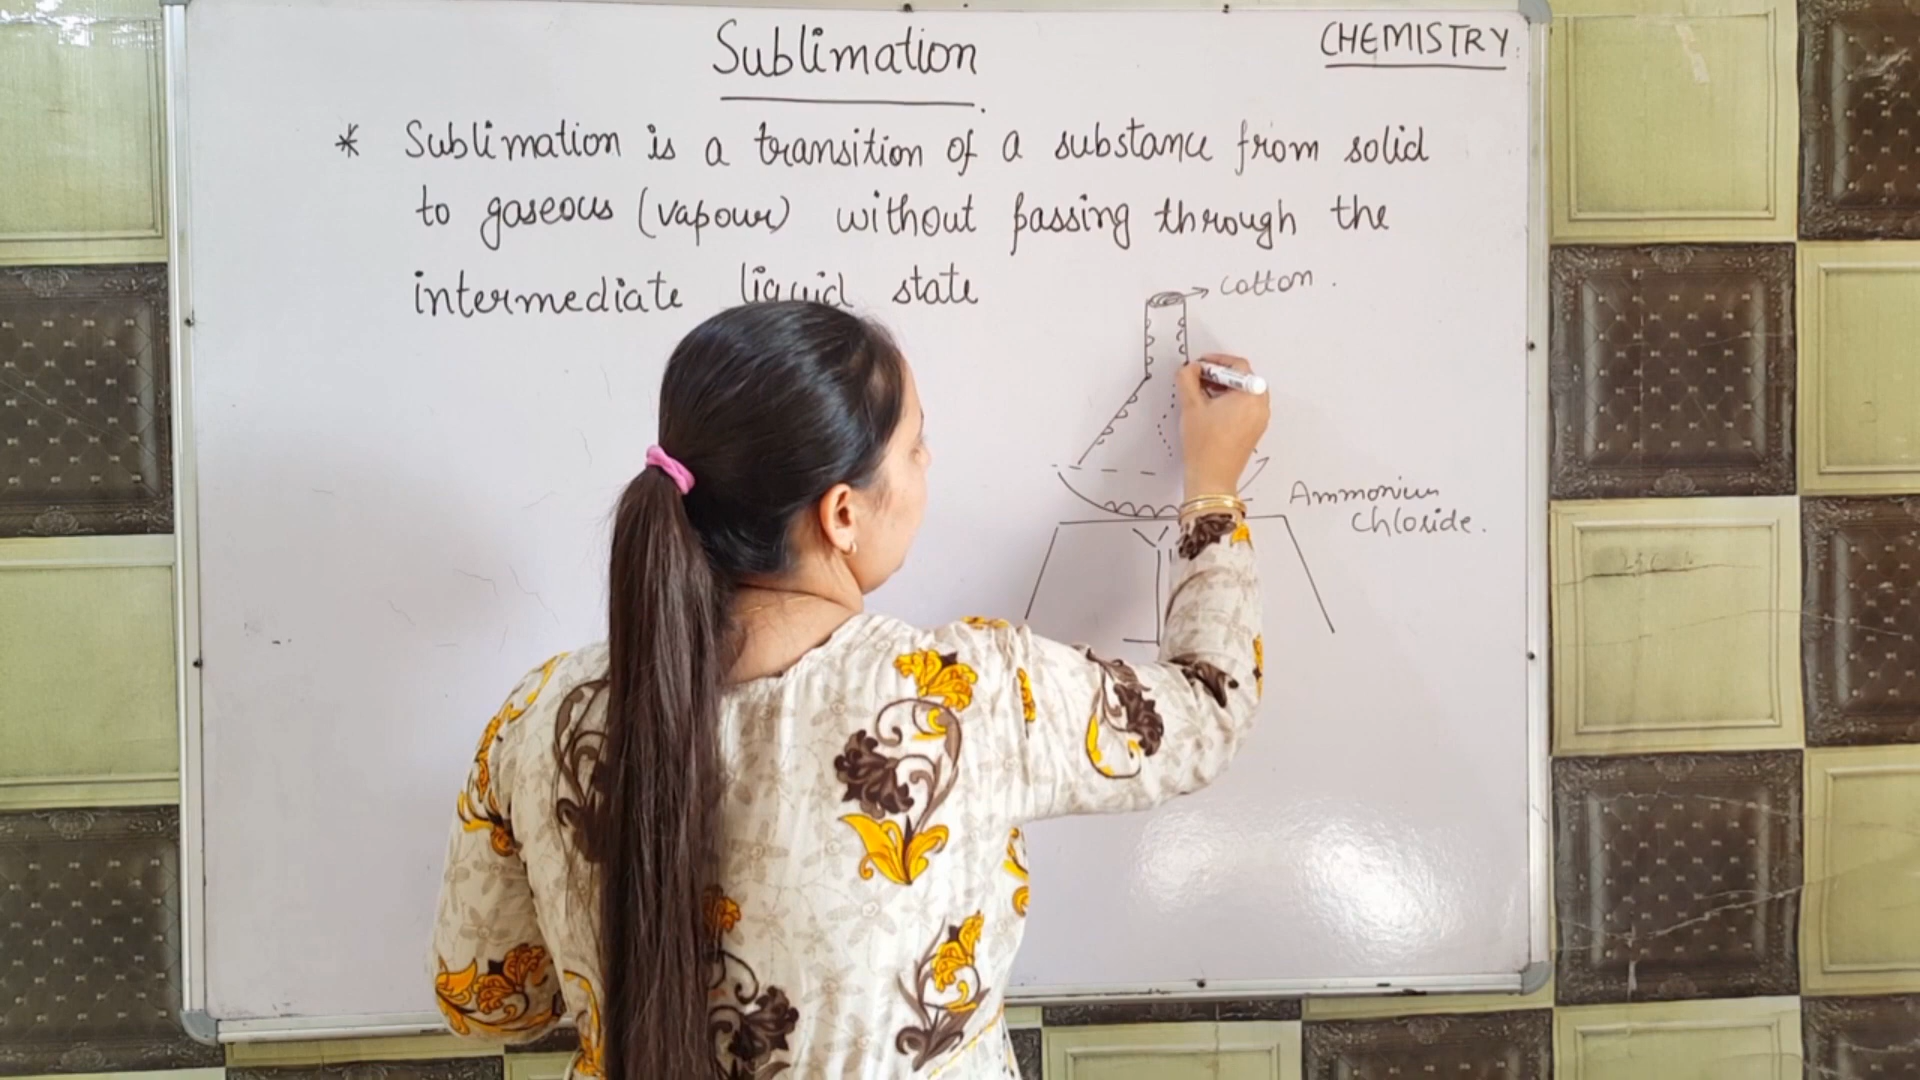 Sublimation
CHEMISTRY
* Sublimation is a transition of a substance from solid
to gaseous (vapour) without passing through the
intermediate liquid state
cotton.
Ammonium
chloride.